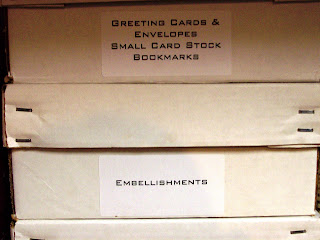 Greeting Cards &
Envelopes
Small Card Stock
Bookmarks
Embellishments